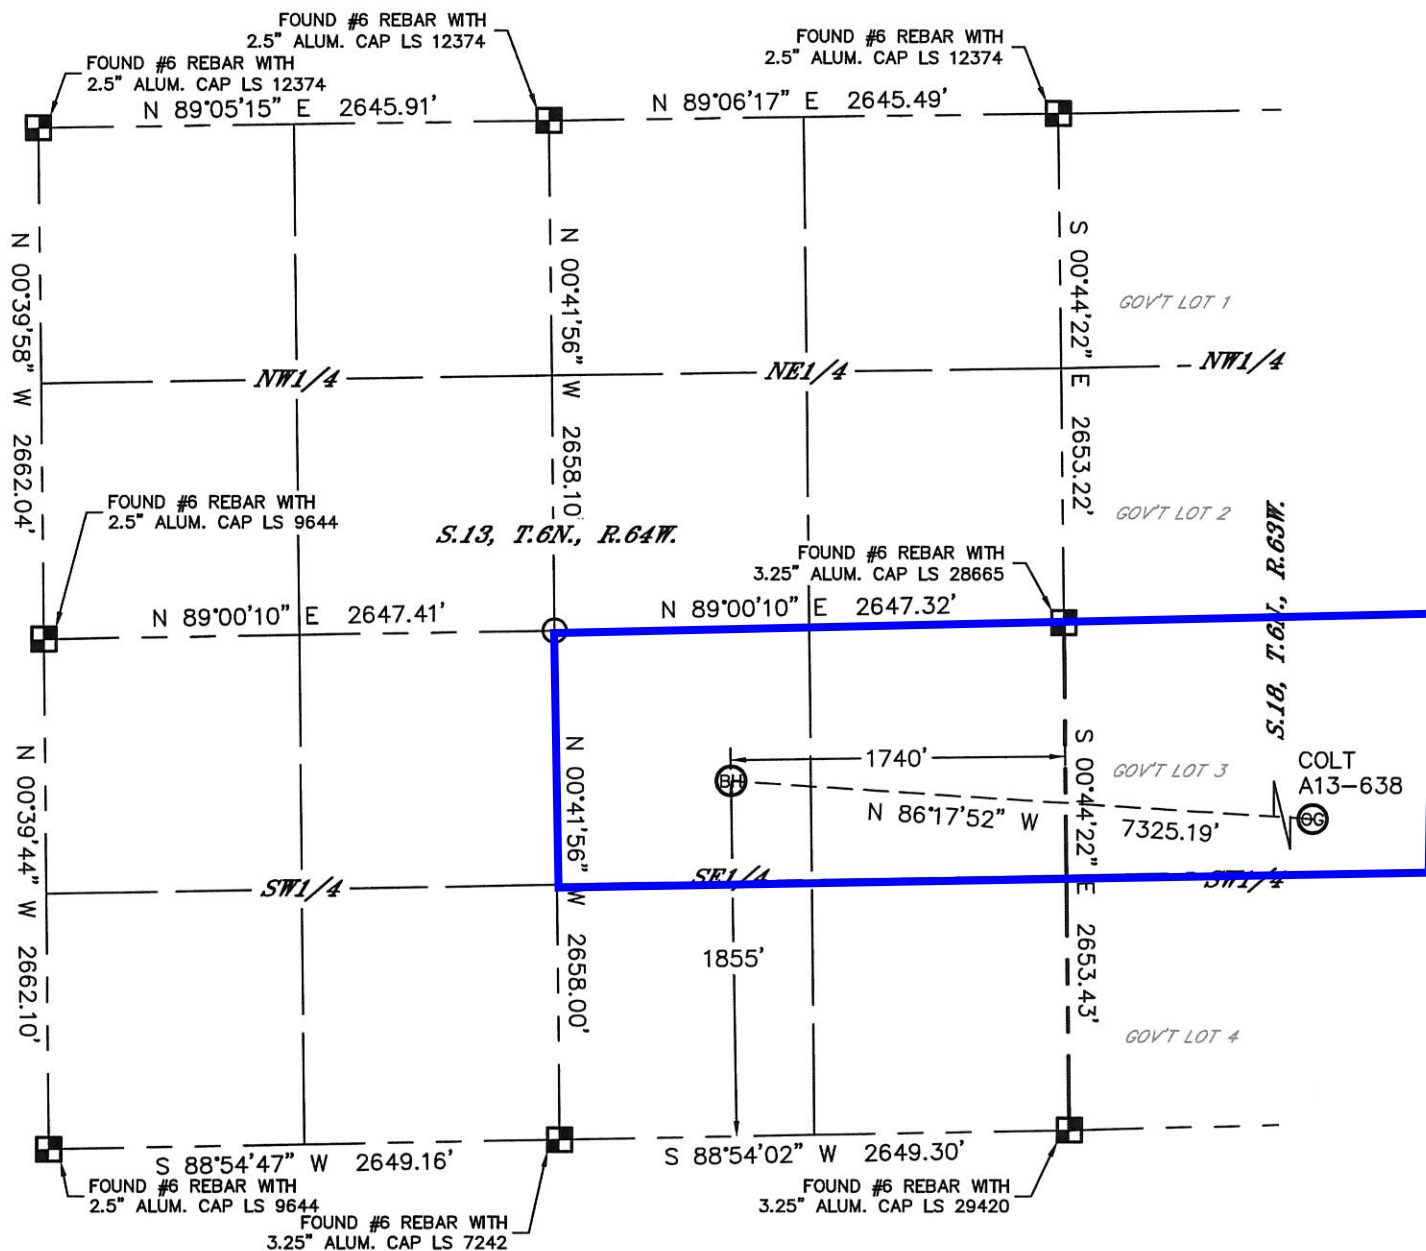 FOUND #6 REBAR WITH
2.5" ALUM. CAP LS 12374
FOUND #6 REBAR WITH
2.5" ALUM. CAP LS 12374
FOUND #6 REBAR WITH
2.5" ALUM. CAP LS 12374
N 89°05'15" E 2645.91'
N 89°06'17" E 2645.49'
N 00°39'58" W 2662.04'
N 00°41'56" W 2658.10'
S 00°44'22" E 2653.22'
GOV'T LOT 1
NW1/4
NE1/4
NW1/4
FOUND #6 REBAR WITH
2.5" ALUM. CAP LS 9644
GOV'T LOT 2
S.13, T.6N., R.64W.
S.18, T.6N., R.63W.
FOUND #6 REBAR WITH
3.25" ALUM. CAP LS 28665
N 89°00'10" E 2647.41'
N 89°00'10" E 2647.32'
N 00°39'44" W 2662.10'
N 00°41'56" W 2658.00'
S 00°44'22" E 2653.43'
1740'
GOV'T LOT 3
COLT
A13-638
BH
OG
N 86°17'52" W 7325.19'
SW1/4
SE1/4
SW1/4
1855'
GOV'T LOT 4
S 88°54'47" W 2649.16'
S 88°54'02" W 2649.30'
FOUND #6 REBAR WITH
2.5" ALUM. CAP LS 9644
FOUND #6 REBAR WITH
3.25" ALUM. CAP LS 7242
FOUND #6 REBAR WITH
3.25" ALUM. CAP LS 29420